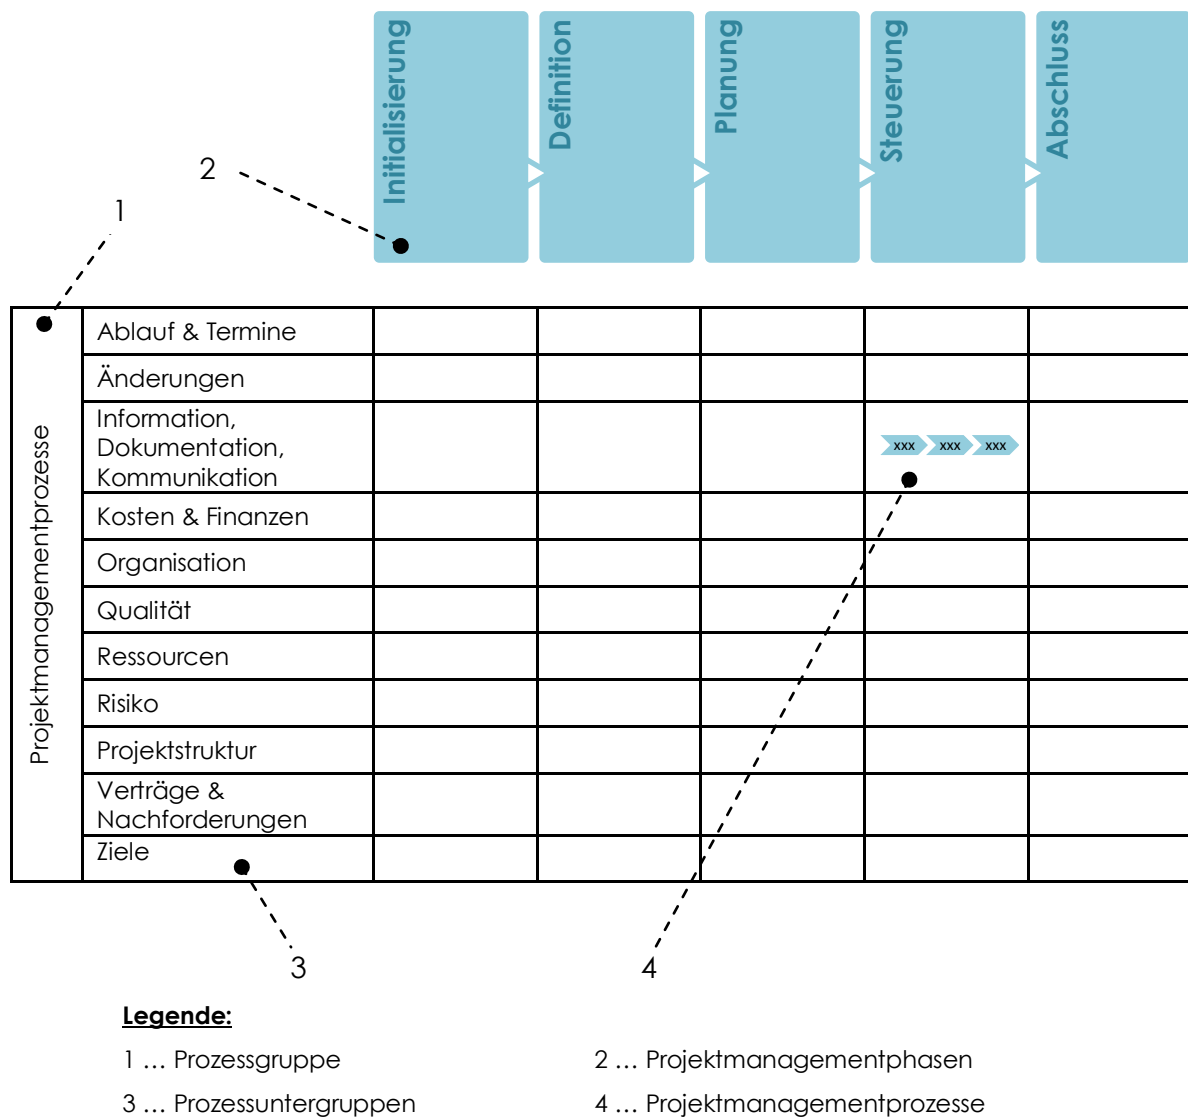 Initialisierung
Definition
Planung
Steuerung
Abschluss
2
1
Projektmanagementprozesse
Ablauf & Termine
Änderungen
Information,
Dokumentation,
Kommunikation
xxx xxx xxx
Kosten & Finanzen
Organisation
Qualität
Ressourcen
Risiko
Projektstruktur
Verträge &
Nachforderungen
Ziele
3
4
Legende:
1 … Prozessgruppe
2 … Projektmanagementphasen
3 … Prozessuntergruppen
4 … Projektmanagementprozesse